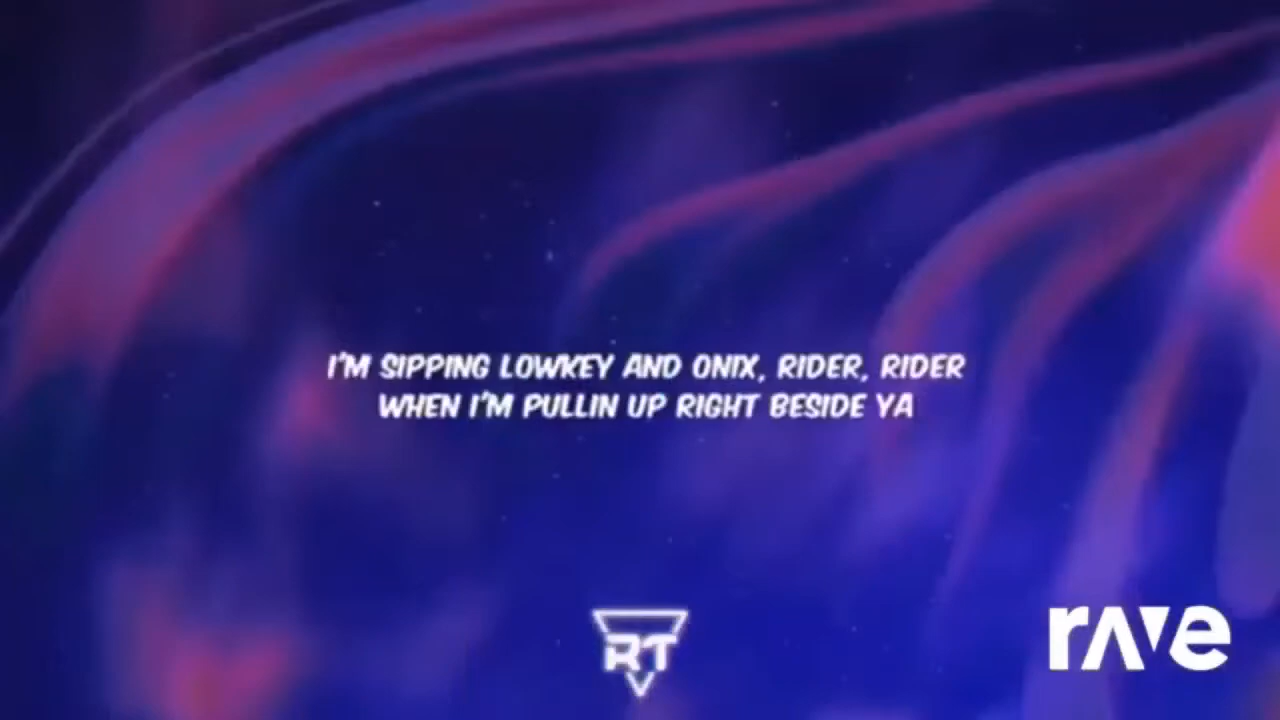 I'M SIPPING LOWKEY AND ONIX, RIDER, RIDER
WHEN I'M PULLIN UP RIGHT BESIDE YA
RT
rave